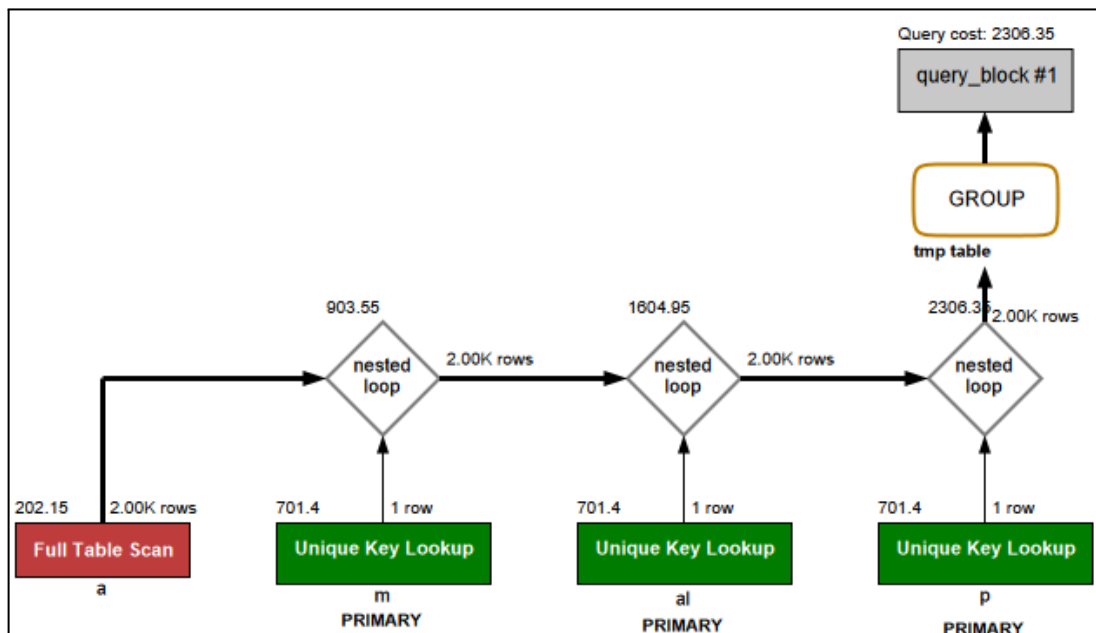 Query cost: 2306.35
query_block #1
GROUP
tmp table
903.55
1604.95
2306.35
2.00K rows
nested
loop
2.00K rows
nested
loop
2.00K rows
nested
loop
202.15
2.00K rows
701.4
1 row
701.4
1 row
701.4
1 row
Full Table Scan
Unique Key Lookup
Unique Key Lookup
Unique Key Lookup
a
m
al
p
PRIMARY
PRIMARY
PRIMARY